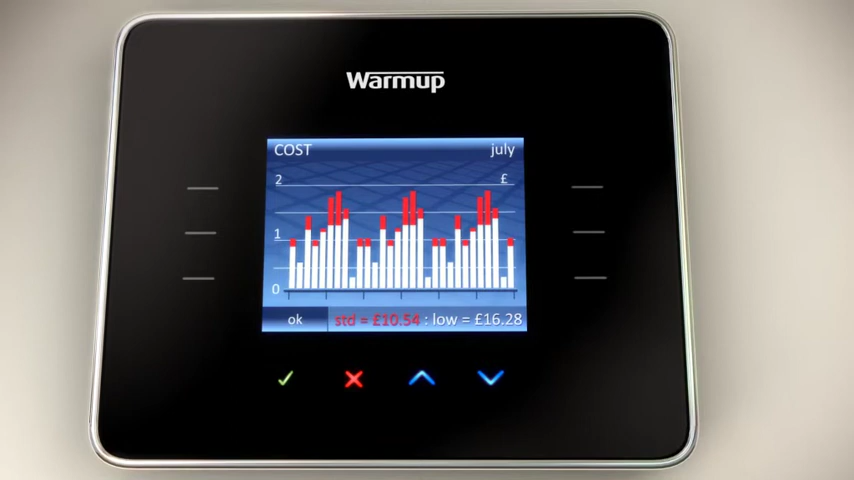 Warmup
COST july
2 £
1
0
ok std = £10.54 : low = £16.28